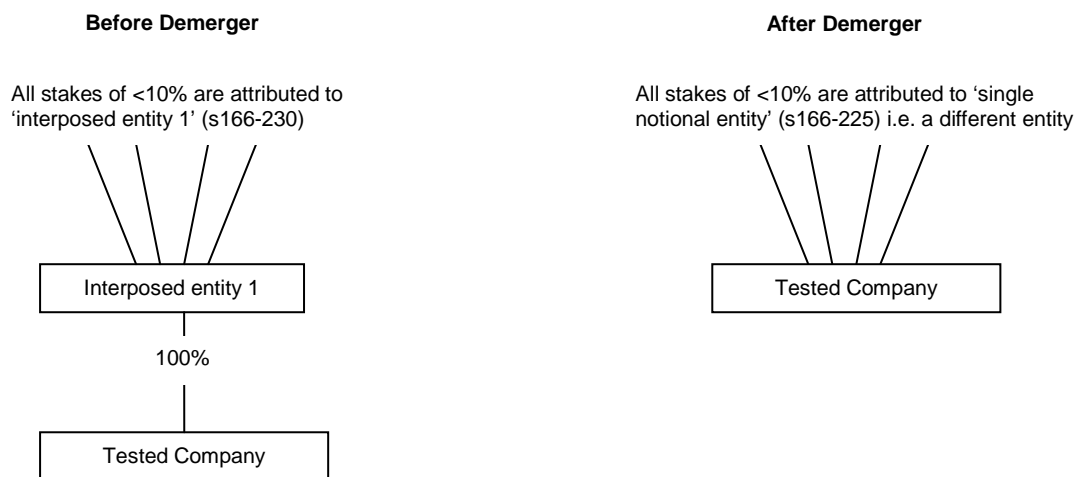 Before Demerger
All stakes of <10% are attributed to
‘interposed entity 1’ (s166-230)
Interposed entity 1
100%
Tested Company
After Demerger
All stakes of <10% are attributed to ‘single
notional entity’ (s166-225) i.e. a different entity
Tested Company